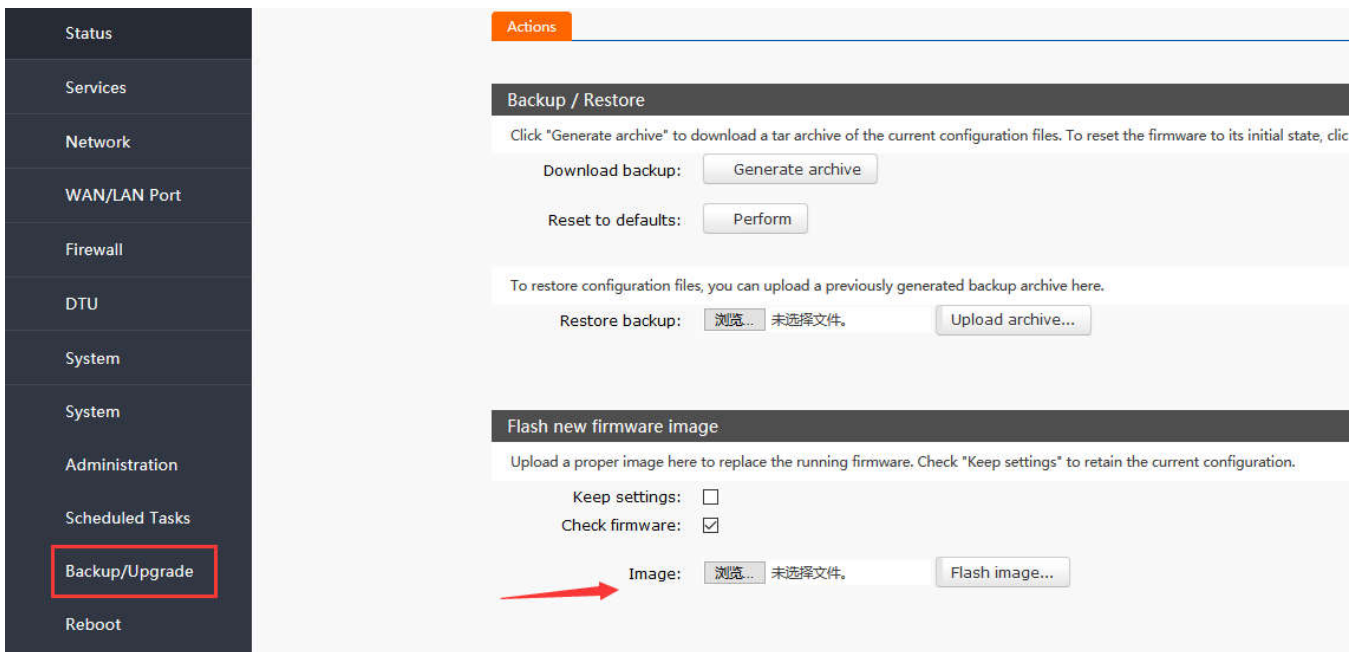 Status
Services
Network
WAN/LAN Port
Firewall
DTU
System
System
Administration
Scheduled Tasks
Backup/Upgrade
Reboot
Actions
Backup / Restore
Click "Generate archive" to download a tar archive of the current configuration files. To reset the firmware to its initial state, clic
Download backup: Generate archive
Reset to defaults: Perform
To restore configuration files, you can upload a previously generated backup archive here.
Restore backup: 浏览... 未选择文件。 Upload archive...
Flash new firmware image
Upload a proper image here to replace the running firmware. Check "Keep settings" to retain the current configuration.
Keep settings:
Check firmware:
Image: 浏览... 未选择文件。 Flash image...